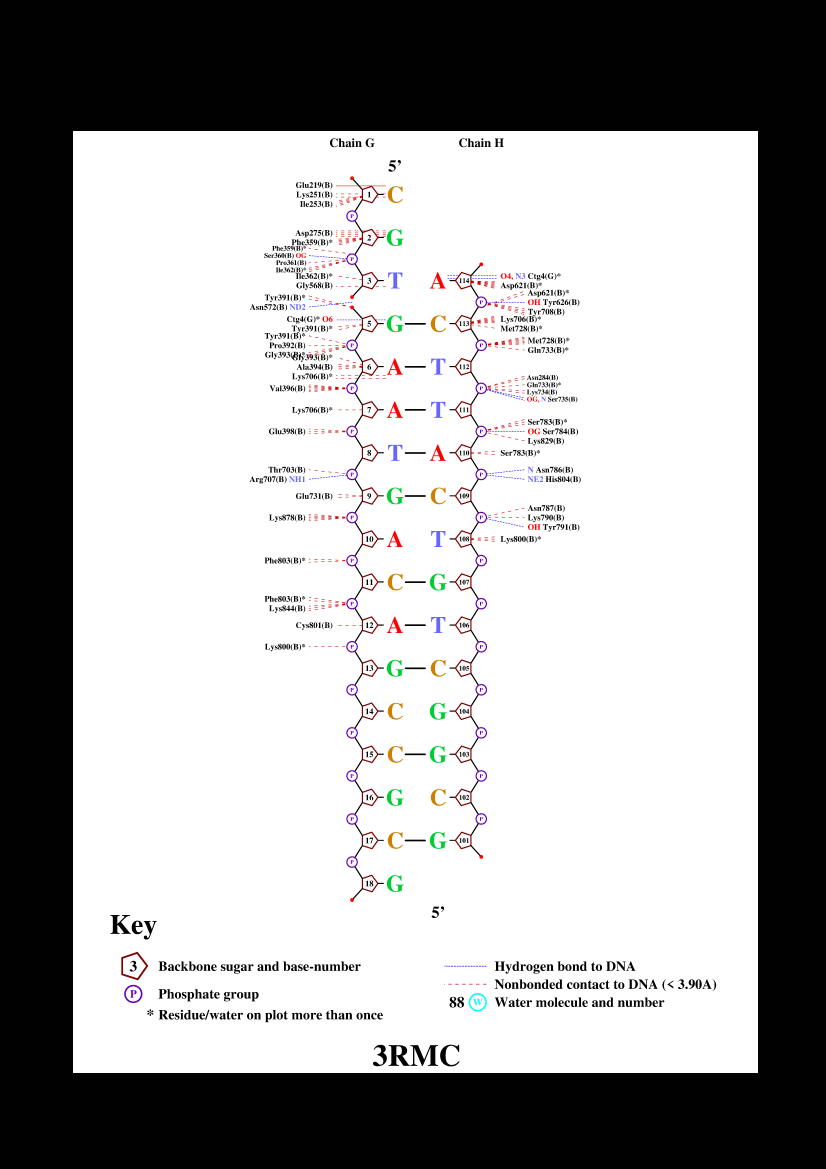 Chain G Chain H
5’
Glu219(B)
Lys251(B) 1 C
Ile253(B)
P
Asp275(B)
Phe359(B)* 2 G
Phe359(B)*
Ser360(B) OG P
Pro361(B)
Ile362(B)*
Ile362(B)* 3 T A 114 O4, N3 Ctg4(G)*
Gly568(B) Asp621(B)*
Tyr391(B)* Asp621(B)*
Asn572(B) ND2 P OH Tyr626(B)
Tyr708(B)
Ctg4(G)* O6 5 G C 113 Lys706(B)*
Tyr391(B)* Met728(B)*
Tyr391(B)* Met728(B)*
Pro392(B) P P Gln733(B)*
Gly393(B)*
Gly393(B)*
Ala394(B) 6 A T 112
Lys706(B)*
Val396(B) P P Asn284(B)
Gln733(B)*
Lys734(B)
OG, N Ser735(B)
Lys706(B)* 7 A T 111
Ser783(B)*
Glu398(B) P P OG Ser784(B)
Lys829(B)
8 T A 110 Ser783(B)*
Thr703(B) P P N Asn786(B)
Arg707(B) NH1 NE2 His804(B)
Glu731(B) 9 G C 109
Asn787(B)
Lys878(B) P P Lys790(B)
OH Tyr791(B)
10 A T 108 Lys800(B)*
Phe803(B)* P P
11 C G 107
Phe803(B)* P P
Lys844(B)
Cys801(B) 12 A T 106
Lys800(B)* P P
13 G C 105
P P
14 C G 104
P P
15 C G 103
P P
16 G C 102
P P
17 C G 101
P
18 G
5’
Key
3 Backbone sugar and base-number
P Phosphate group
* Residue/water on plot more than once
Hydrogen bond to DNA
Nonbonded contact to DNA (< 3.90A)
88 W Water molecule and number
3RMC